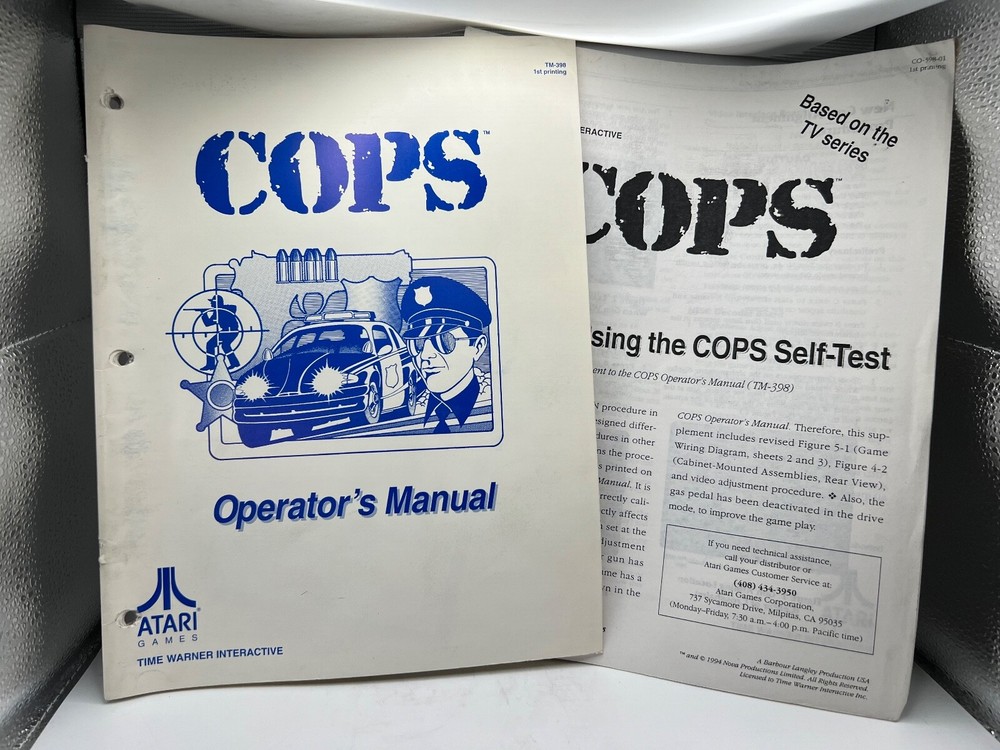 TM-398
1st printing
COPS™
Operator's Manual
ATARI®
GAMES
TIME WARNER INTERACTIVE
CO-398-01
1st printing
ERACTIVE
Based on the
TV series
COPS™
sing the COPS Self-Test
ent to the COPS Operator's Manual (TM-398)
N procedure in
esigned differ-
dures in other
ns the proce-
s printed on
Manual. It is
rrectly cali-
ctly affects
set at the
djustment
gun has
me has a
n in the
COPS Operator's Manual. Therefore, this sup-
plement includes revised Figure 5-1 (Game
Wiring Diagram, sheets 2 and 3), Figure 4-2
(Cabinet-Mounted Assemblies, Rear View),
and video adjustment procedure. ❖ Also, the
gas pedal has been deactivated in the drive
mode, to improve the game play.
If you need technical assistance,
call your distributor or
Atari Games Customer Service at:
(408) 434-3950
Atari Games Corporation,
737 Sycamore Drive, Milpitas, CA 95035
(Monday–Friday, 7:30 a.m.–4:00 p.m. Pacific time)
A Barbour Langley Production USA
™ and © 1994 Nova Productions Limited. All Rights Reserved.
Licensed to Time Warner Interactive Inc.